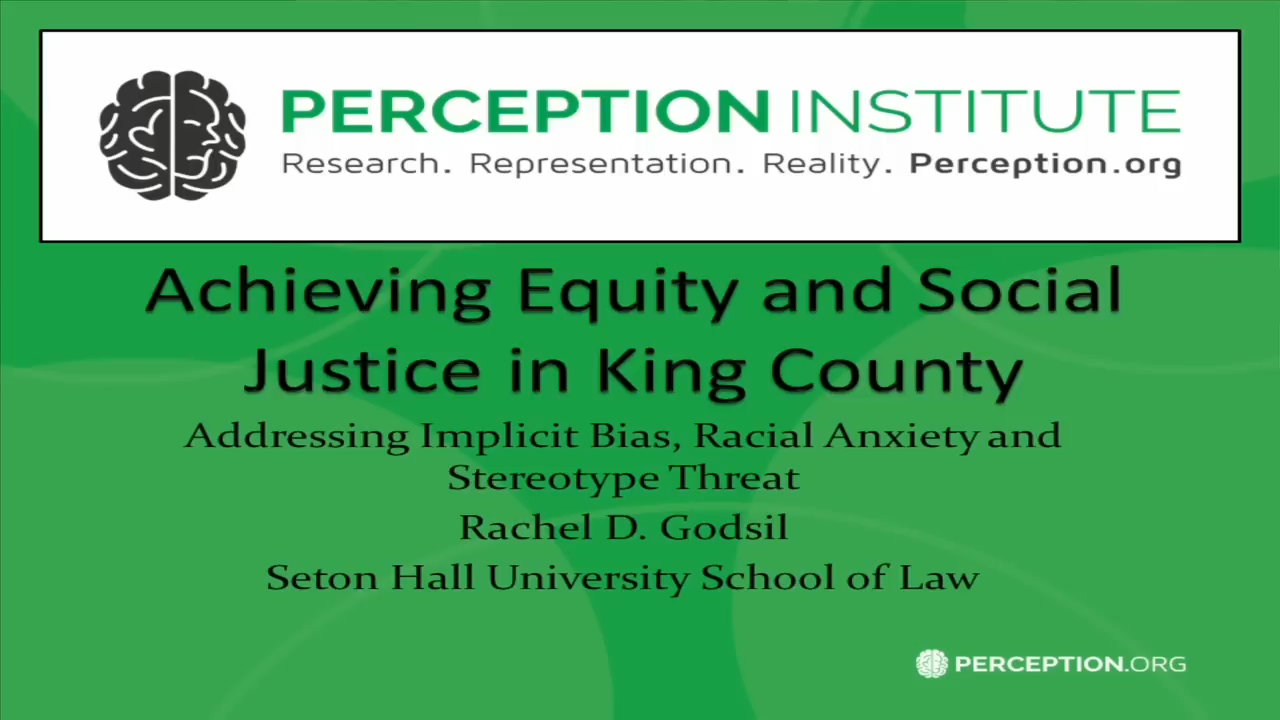 PERCEPTION INSTITUTE
Research. Representation. Reality. Perception.org
Achieving Equity and Social
Justice in King County
Addressing Implicit Bias, Racial Anxiety and
Stereotype Threat
Rachel D. Godsil
Seton Hall University School of Law
PERCEPTION.ORG